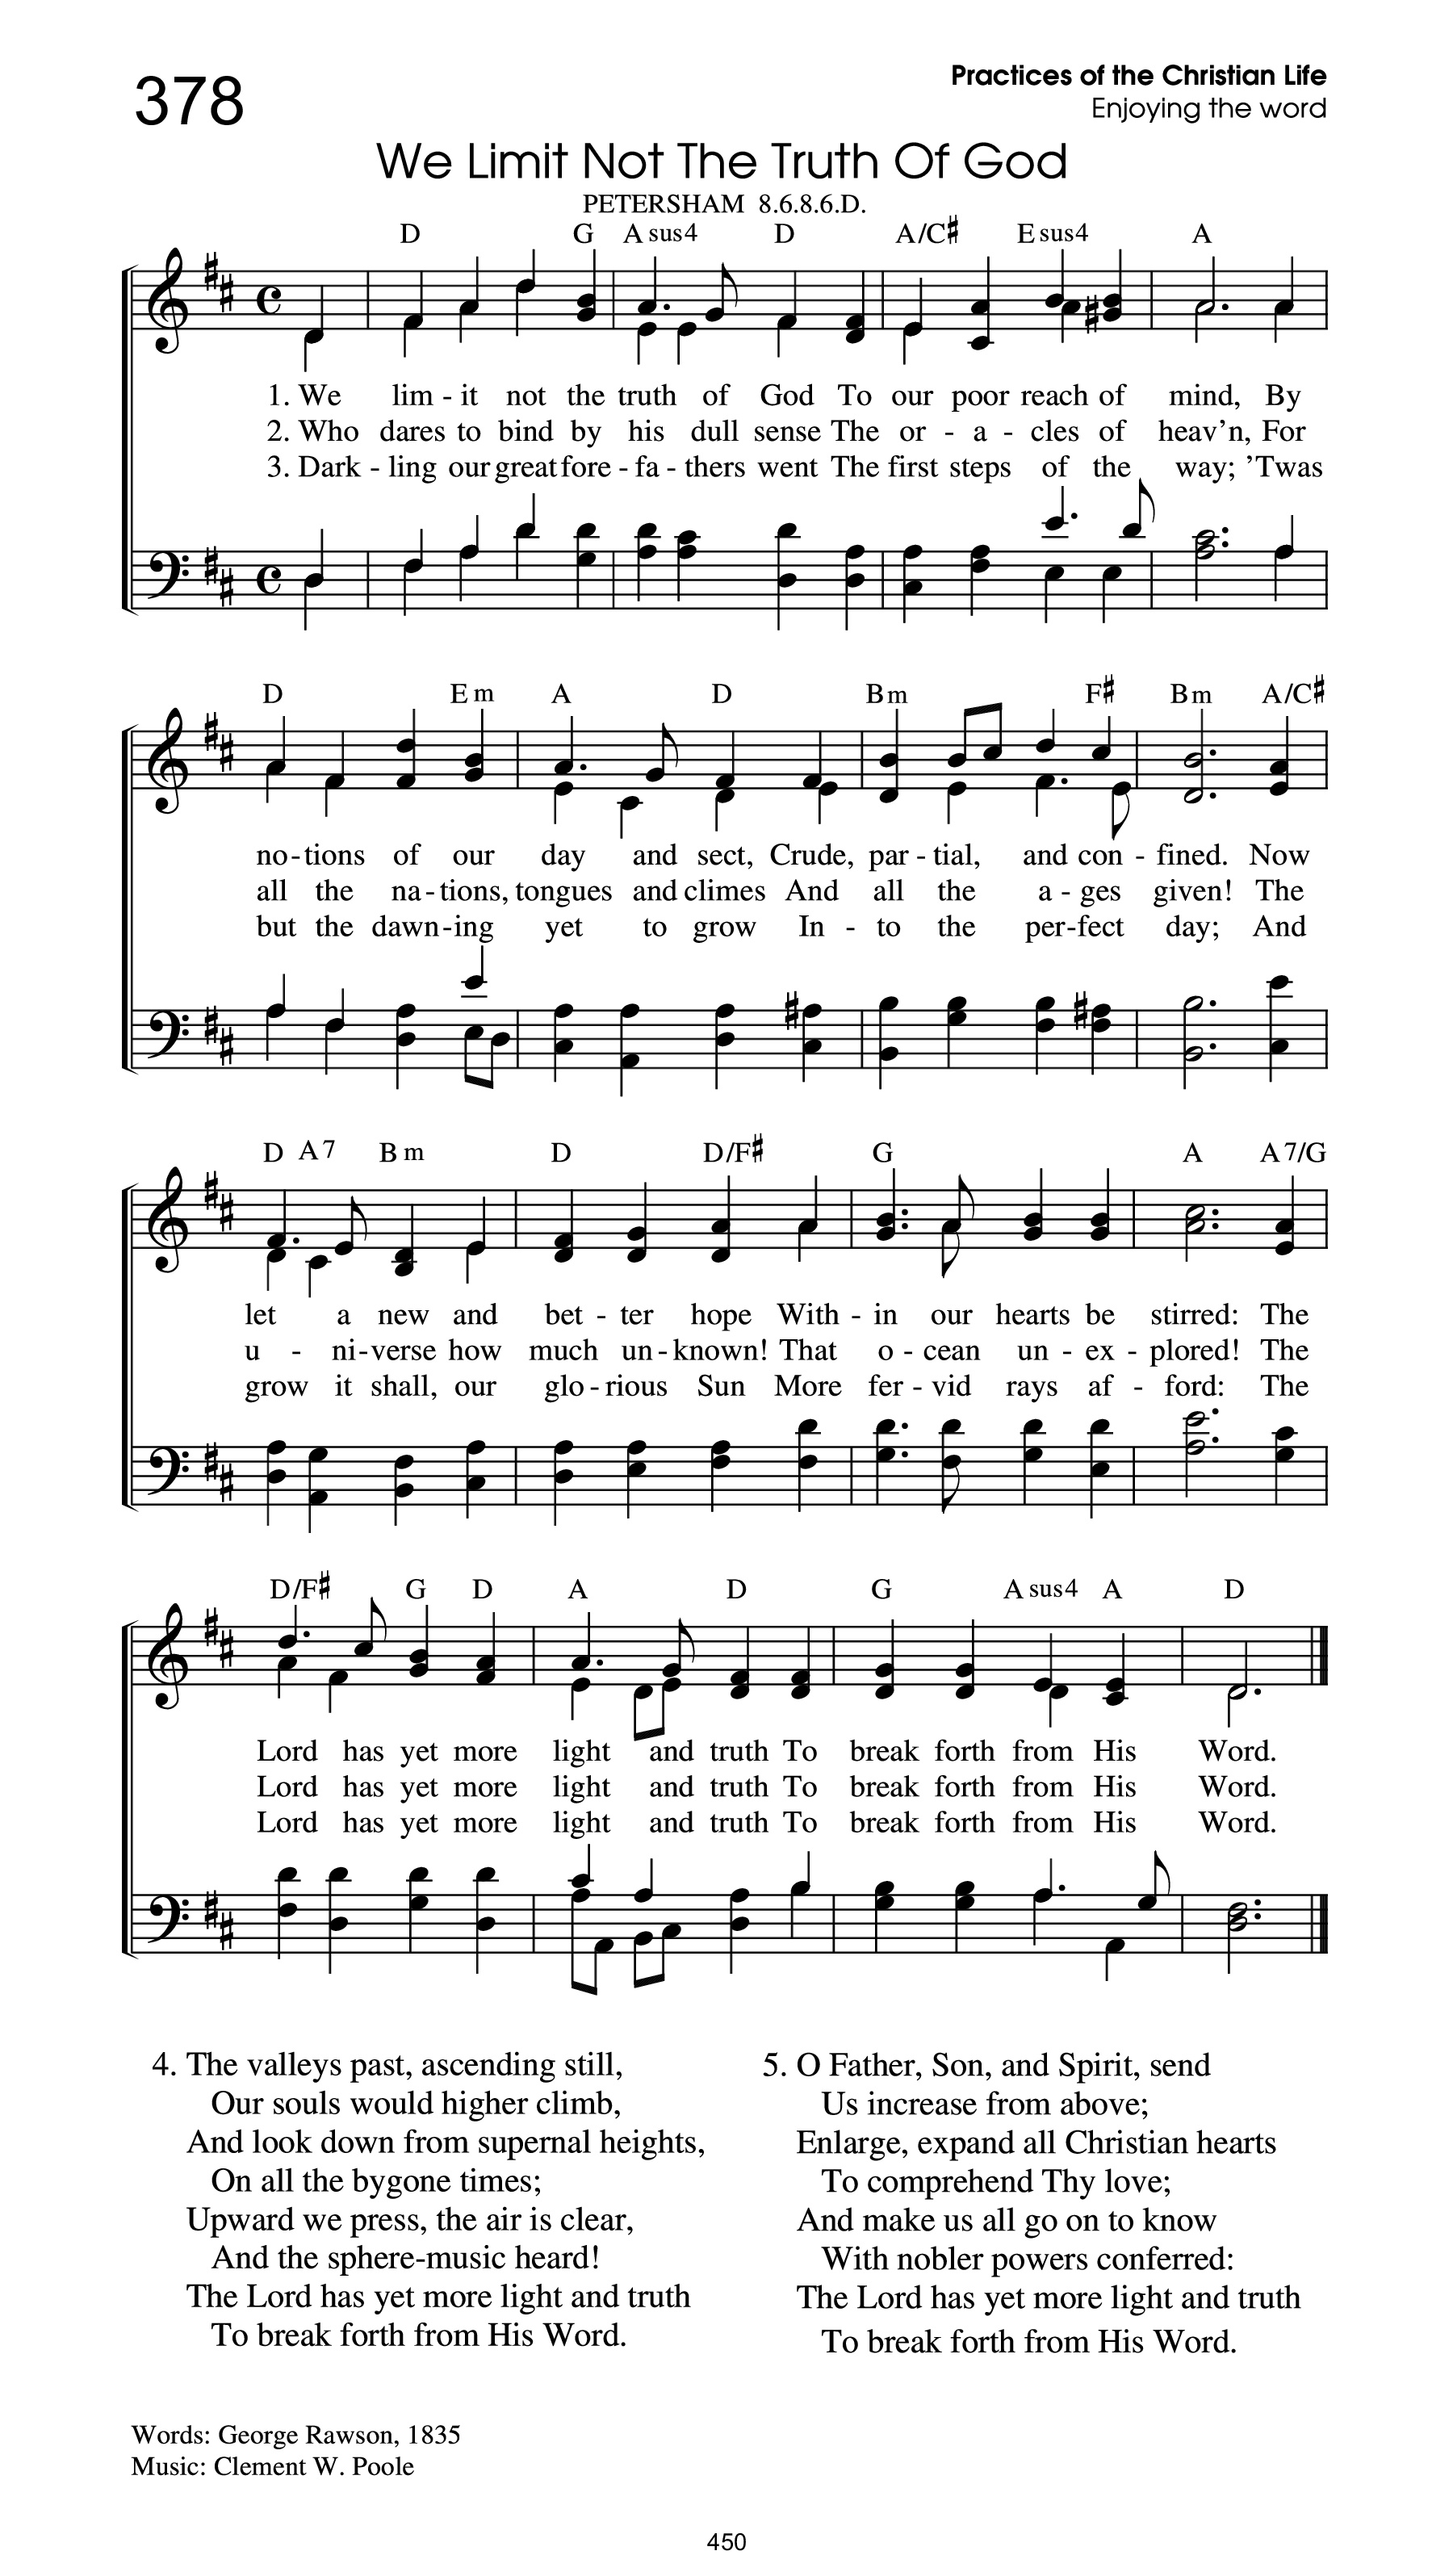 378
Practices of the Christian Life
Enjoying the word
We Limit Not The Truth Of God
PETERSHAM 8.6.8.6.D.
D G A sus4 D A/C♯ E sus4 A
1. We lim - it not the truth of God To our poor reach of mind, By
2. Who dares to bind by his dull sense The or - a - cles of heav’n, For
3. Dark - ling our great fore - fa - thers went The first steps of the way; ’Twas
D E m A D Bm F♯ Bm A/C♯
no - tions of our day and sect, Crude, par - tial, and con - fined. Now
all the na - tions, tongues and climes And all the a - ges given! The
but the dawn - ing yet to grow In - to the per - fect day; And
D A 7 B m D D/F♯ G A A 7/G
let a new and bet - ter hope With - in our hearts be stirred: The
u - ni - verse how much un - known! That o - cean un - ex - plored! The
grow it shall, our glo - rious Sun More fer - vid rays af - ford: The
D/F♯ G D A D G A sus4 A D
Lord has yet more light and truth To break forth from His Word.
Lord has yet more light and truth To break forth from His Word.
Lord has yet more light and truth To break forth from His Word.
4. The valleys past, ascending still,
Our souls would higher climb,
And look down from supernal heights,
On all the bygone times;
Upward we press, the air is clear,
And the sphere-music heard!
The Lord has yet more light and truth
To break forth from His Word.
5. O Father, Son, and Spirit, send
Us increase from above;
Enlarge, expand all Christian hearts
To comprehend Thy love;
And make us all go on to know
With nobler powers conferred:
The Lord has yet more light and truth
To break forth from His Word.
Words: George Rawson, 1835
Music: Clement W. Poole
450